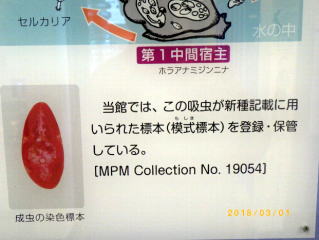 セルカリア
水の中
第1中間宿主
ホラアナミジンニナ
当館では、この吸虫が新種記載に用
いられた標本(模式標本)を登録・保管
もしき
している。
[MPM Collection No. 19054]
成虫の染色標本
2018/03/01